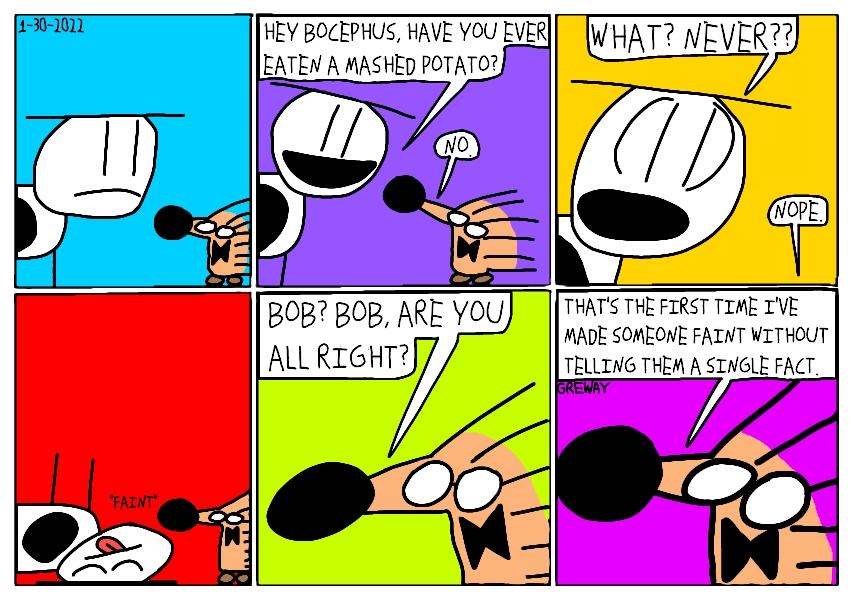 1-30-2022
HEY BOCEPHUS, HAVE YOU EVER
EATEN A MASHED POTATO?
NO.
WHAT? NEVER??
NOPE.
*FAINT*
BOB? BOB, ARE YOU
ALL RIGHT?
THAT'S THE FIRST TIME I'VE
MADE SOMEONE FAINT WITHOUT
TELLING THEM A SINGLE FACT.
GREWAY